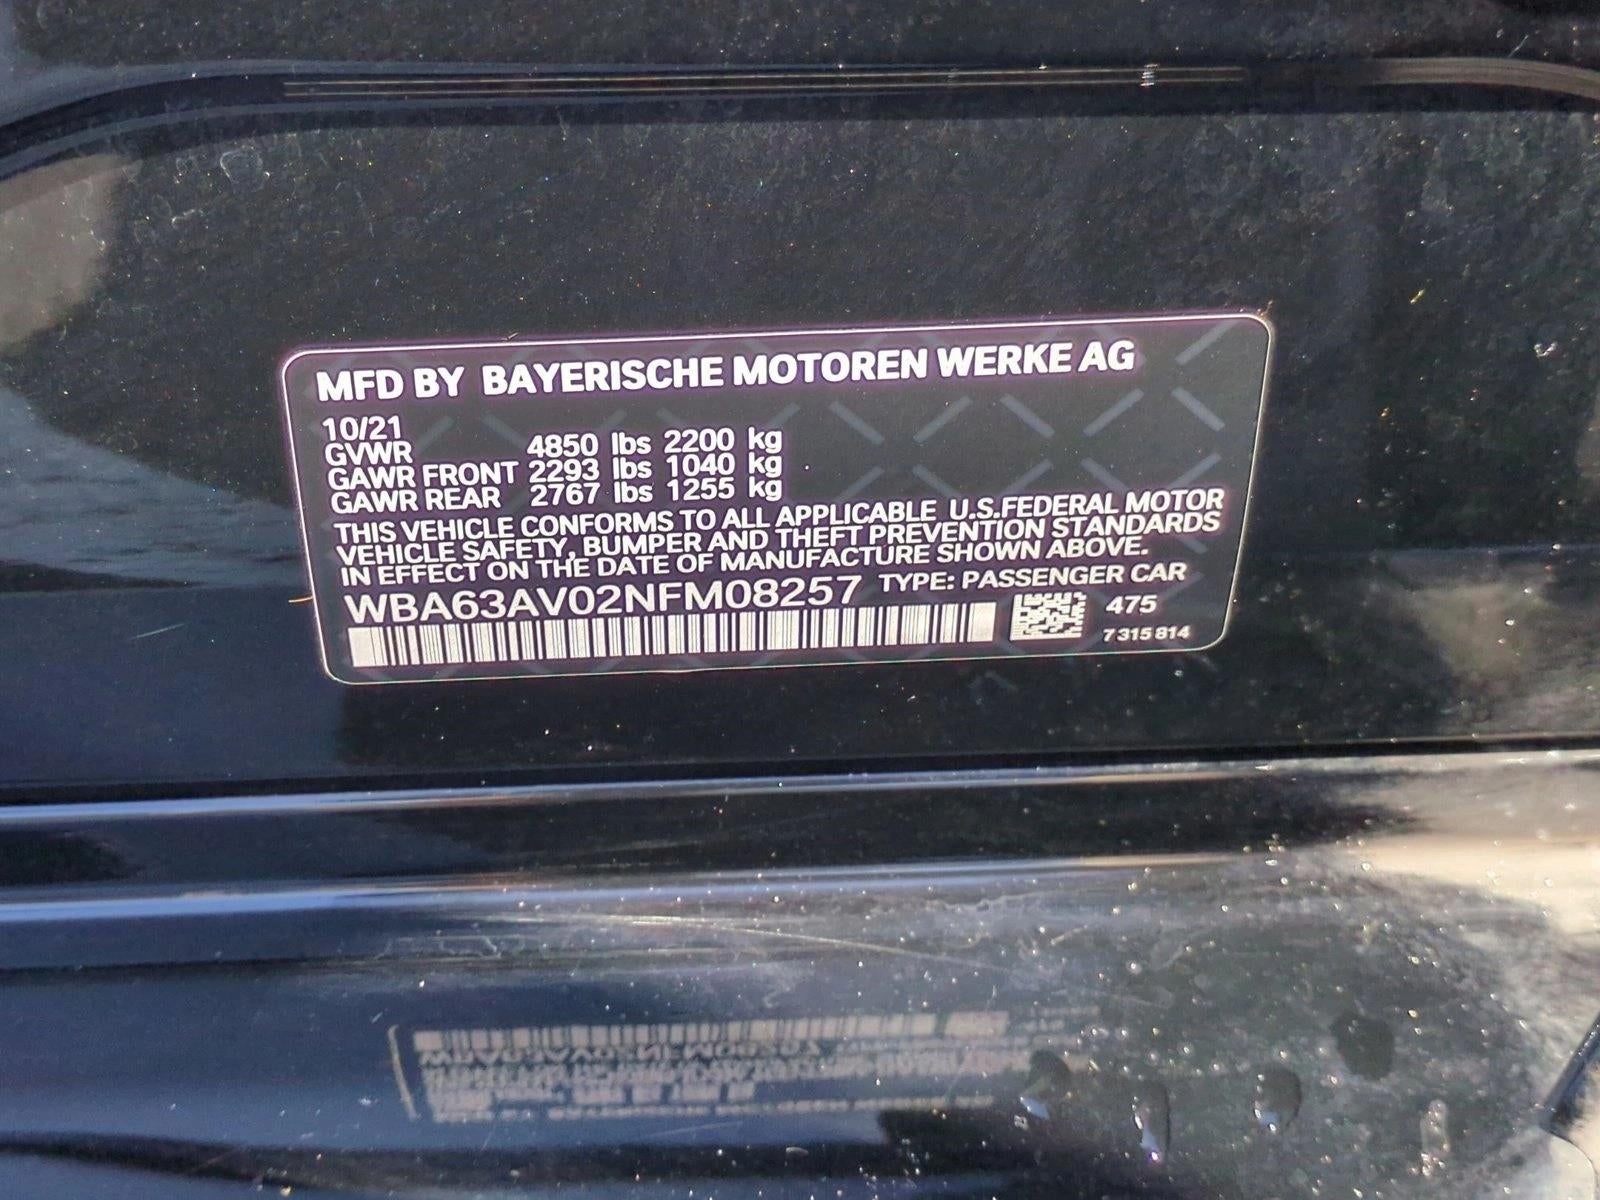 MFD BY BAYERISCHE MOTOREN WERKE AG
10/21
GVWR 4850 lbs 2200 kg
GAWR FRONT 2293 lbs 1040 kg
GAWR REAR 2767 lbs 1255 kg
THIS VEHICLE CONFORMS TO ALL APPLICABLE U.S.FEDERAL MOTOR
VEHICLE SAFETY, BUMPER AND THEFT PREVENTION STANDARDS
IN EFFECT ON THE DATE OF MANUFACTURE SHOWN ABOVE.
WBA63AV02NFM08257 TYPE: PASSENGER CAR
475
7 315 814